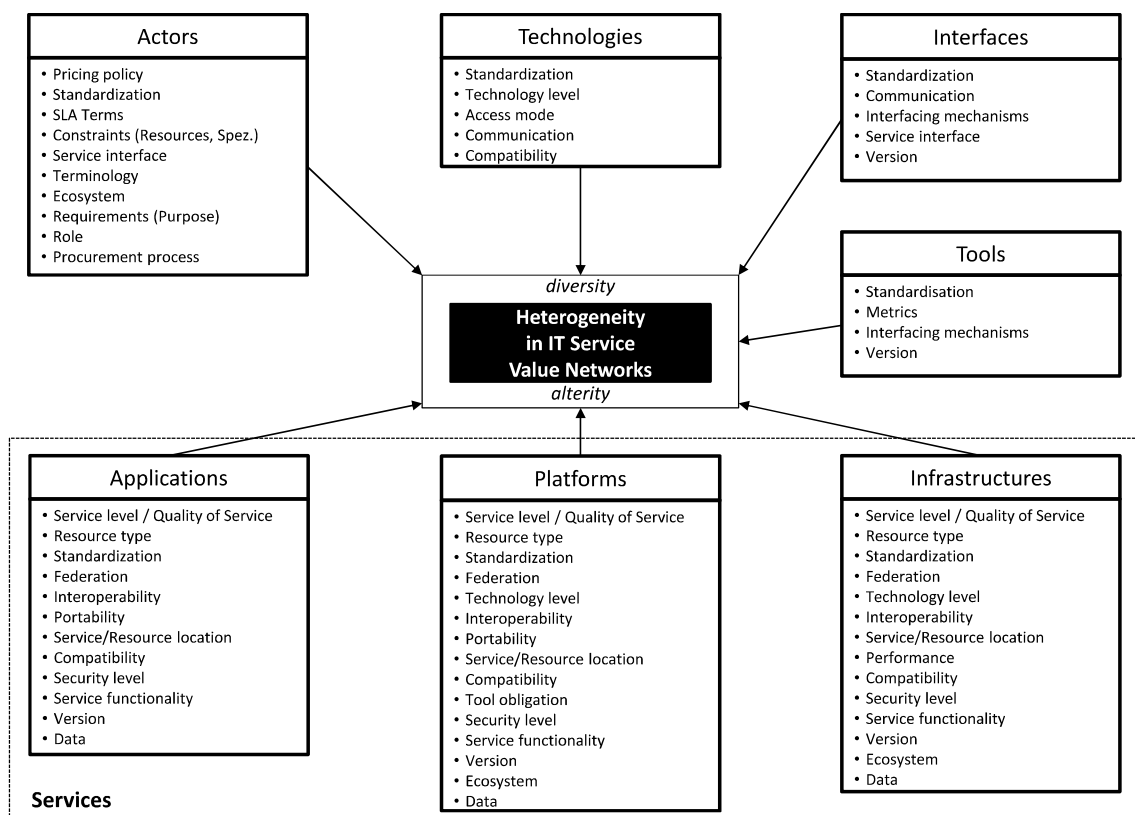 Actors
• Pricing policy
• Standardization
• SLA Terms
• Constraints (Resources, Spez.)
• Service interface
• Terminology
• Ecosystem
• Requirements (Purpose)
• Role
• Procurement process
Technologies
• Standardization
• Technology level
• Access mode
• Communication
• Compatibility
Interfaces
• Standardization
• Communication
• Interfacing mechanisms
• Service interface
• Version
Tools
• Standardisation
• Metrics
• Interfacing mechanisms
• Version
diversity
Heterogeneity
in IT Service
Value Networks
alterity
Applications
• Service level / Quality of Service
• Resource type
• Standardization
• Federation
• Interoperability
• Portability
• Service/Resource location
• Compatibility
• Security level
• Service functionality
• Version
• Data
Platforms
• Service level / Quality of Service
• Resource type
• Standardization
• Federation
• Technology level
• Interoperability
• Portability
• Service/Resource location
• Compatibility
• Tool obligation
• Security level
• Service functionality
• Version
• Ecosystem
• Data
Infrastructures
• Service level / Quality of Service
• Resource type
• Standardization
• Federation
• Technology level
• Interoperability
• Service/Resource location
• Performance
• Compatibility
• Security level
• Service functionality
• Version
• Ecosystem
• Data
Services